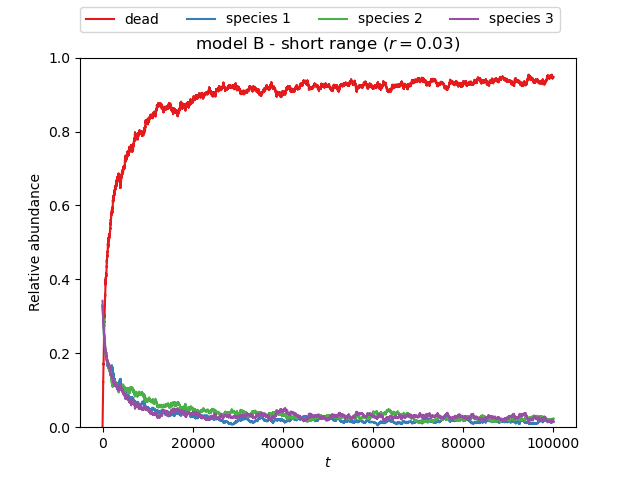 dead species 1 species 2 species 3
model B - short range (r = 0.03)
Relative abundance
1.0
0.8
0.6
0.4
0.2
0.0
0 20000 40000 60000 80000 100000
t